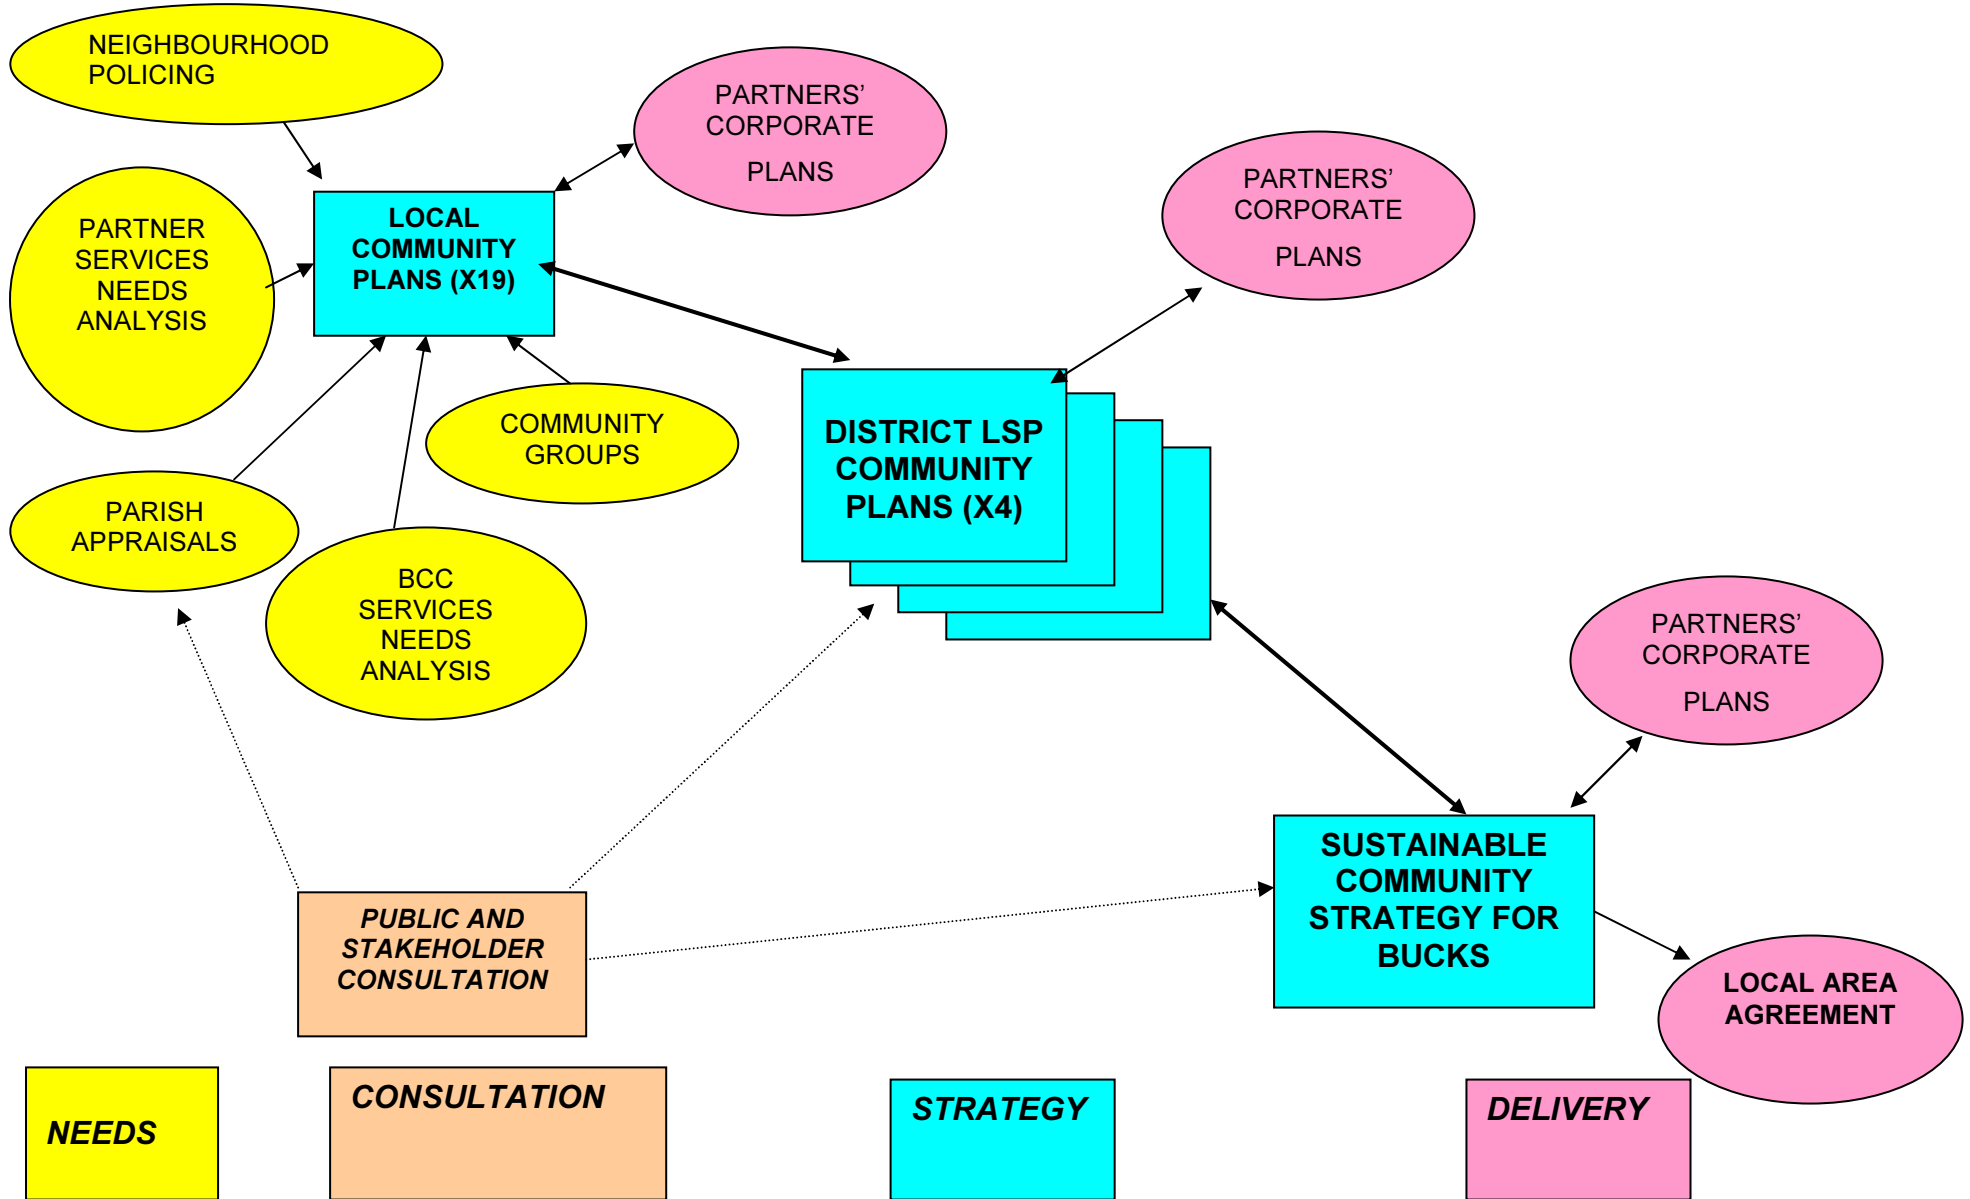 NEIGHBOURHOOD
POLICING
PARTNERS’
CORPORATE
PLANS
PARTNERS’
CORPORATE
PLANS
PARTNER
SERVICES
NEEDS
ANALYSIS
LOCAL
COMMUNITY
PLANS (X19)
COMMUNITY
GROUPS
DISTRICT LSP
COMMUNITY
PLANS (X4)
PARISH
APPRAISALS
BCC
SERVICES
NEEDS
ANALYSIS
PARTNERS’
CORPORATE
PLANS
PUBLIC AND
STAKEHOLDER
CONSULTATION
SUSTAINABLE
COMMUNITY
STRATEGY FOR
BUCKS
LOCAL AREA
AGREEMENT
NEEDS
CONSULTATION
STRATEGY
DELIVERY